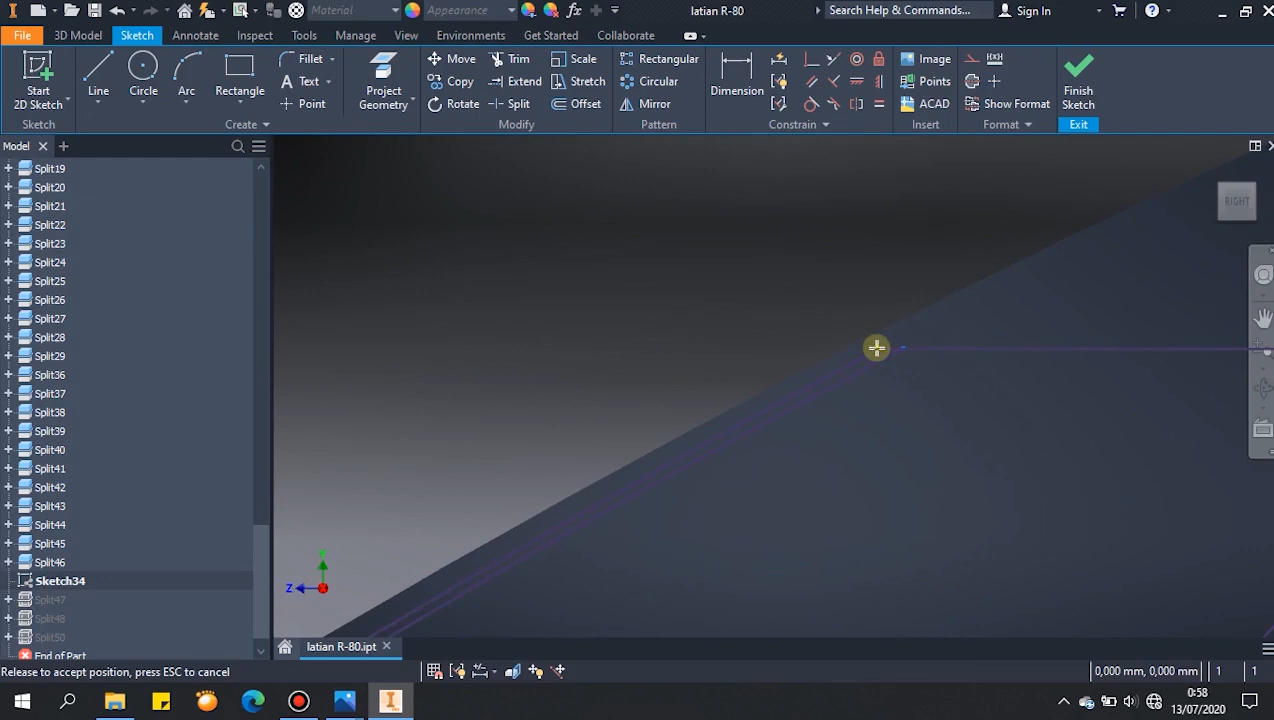 Material
Appearance
latian R-80
Search Help & Commands...
Sign In
File
3D Model
Sketch
Annotate
Inspect
Tools
Manage
View
Environments
Get Started
Collaborate
Start
2D Sketch
Line
Circle
Arc
Rectangle
Fillet
Text
Point
Project
Geometry
Move
Copy
Rotate
Trim
Extend
Split
Scale
Stretch
Offset
Rectangular
Circular
Mirror
Dimension
Image
Points
ACAD
Show Format
Finish
Sketch
Sketch
Create
Modify
Pattern
Constrain
Insert
Format
Exit
Model
Split19
Split20
Split21
Split22
Split23
Split24
Split25
Split26
Split27
Split28
Split29
Split36
Split37
Split38
Split39
Split40
Split41
Split42
Split43
Split44
Split45
Split46
Sketch34
Split47
Split48
Split50
End of Part
RIGHT
Z
latian R-80.ipt
Release to accept position, press ESC to cancel
0,000 mm, 0,000 mm
1
1
0:58
13/07/2020